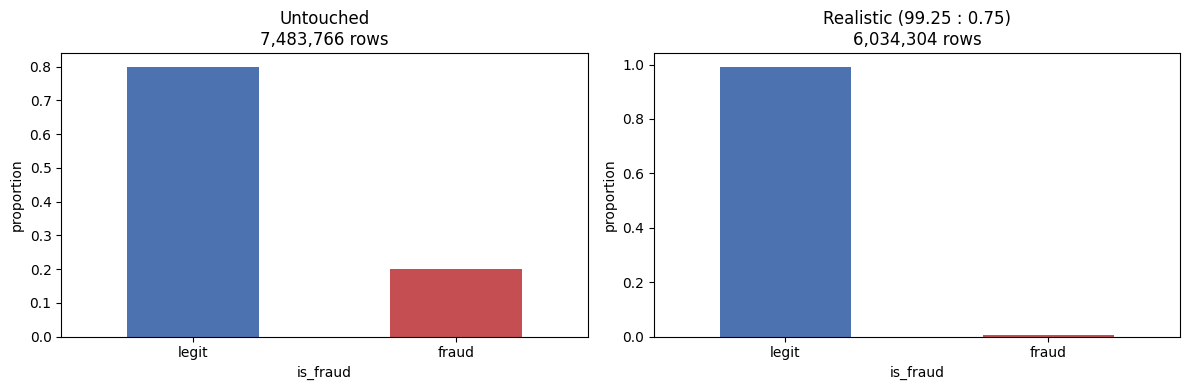 Untouched
7,483,766 rows
0.8
0.7
0.6
0.5
0.4
0.3
0.2
0.1
0.0
proportion
legit
fraud
is_fraud
Realistic (99.25 : 0.75)
6,034,304 rows
1.0
0.8
0.6
0.4
0.2
0.0
proportion
legit
fraud
is_fraud